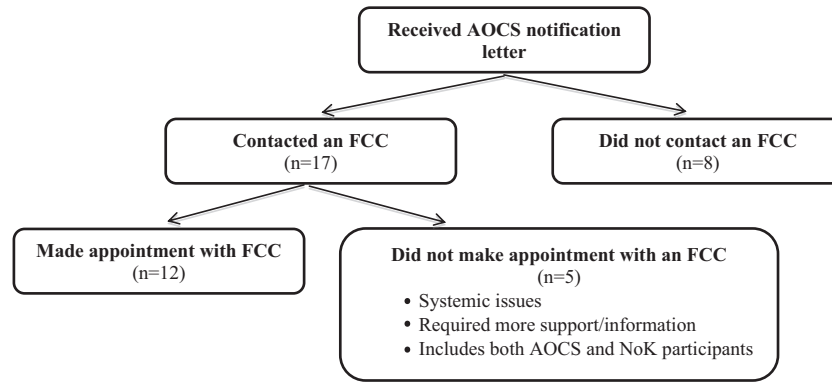 Received AOCS notification
letter
Contacted an FCC
(n=17)
Did not contact an FCC
(n=8)
Made appointment with FCC
(n=12)
Did not make appointment with an FCC
(n=5)
• Systemic issues
• Required more support/information
• Includes both AOCS and NoK participants